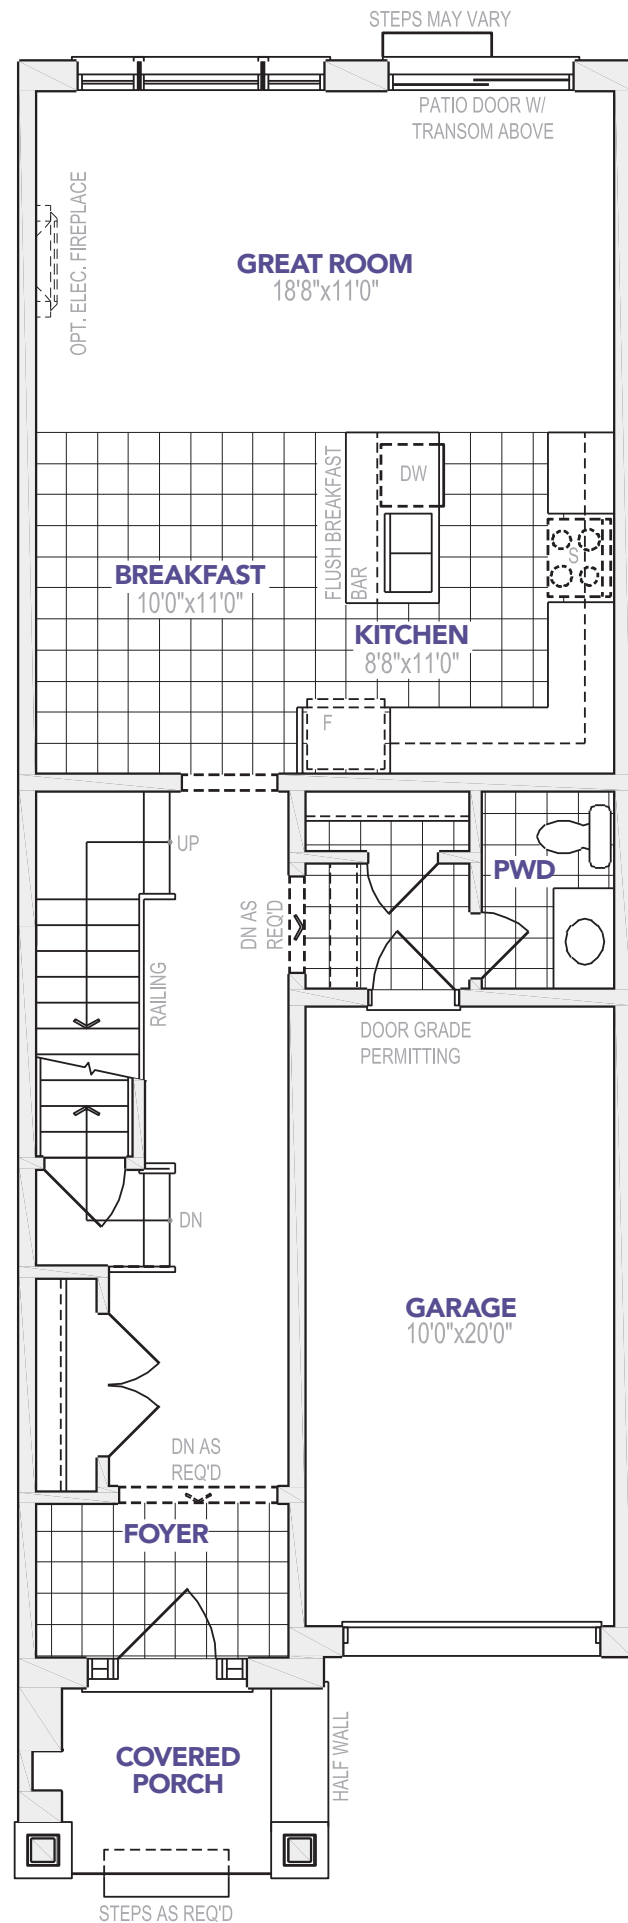 STEPS MAY VARY
PATIO DOOR W/
TRANSOM ABOVE
OPT. ELEC. FIREPLACE
GREAT ROOM
18'8"x11'0"
FLUSH BREAKFAST
BAR
DW
S
BREAKFAST
10'0"x11'0"
KITCHEN
8'8"x11'0"
F
UP
PWD
DN AS
REQ'D
RAILING
DOOR GRADE
PERMITTING
DN
GARAGE
10'0"x20'0"
DN AS
REQ'D
FOYER
COVERED
PORCH
HALF WALL
STEPS AS REQ'D